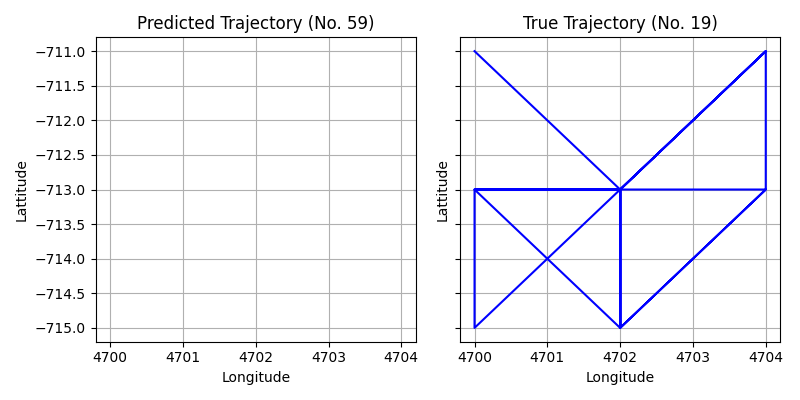 Predicted Trajectory (No. 59)
Lattitude
−711.0
−711.5
−712.0
−712.5
−713.0
−713.5
−714.0
−714.5
−715.0
4700 4701 4702 4703 4704
Longitude
True Trajectory (No. 19)
Lattitude
4700 4701 4702 4703 4704
Longitude